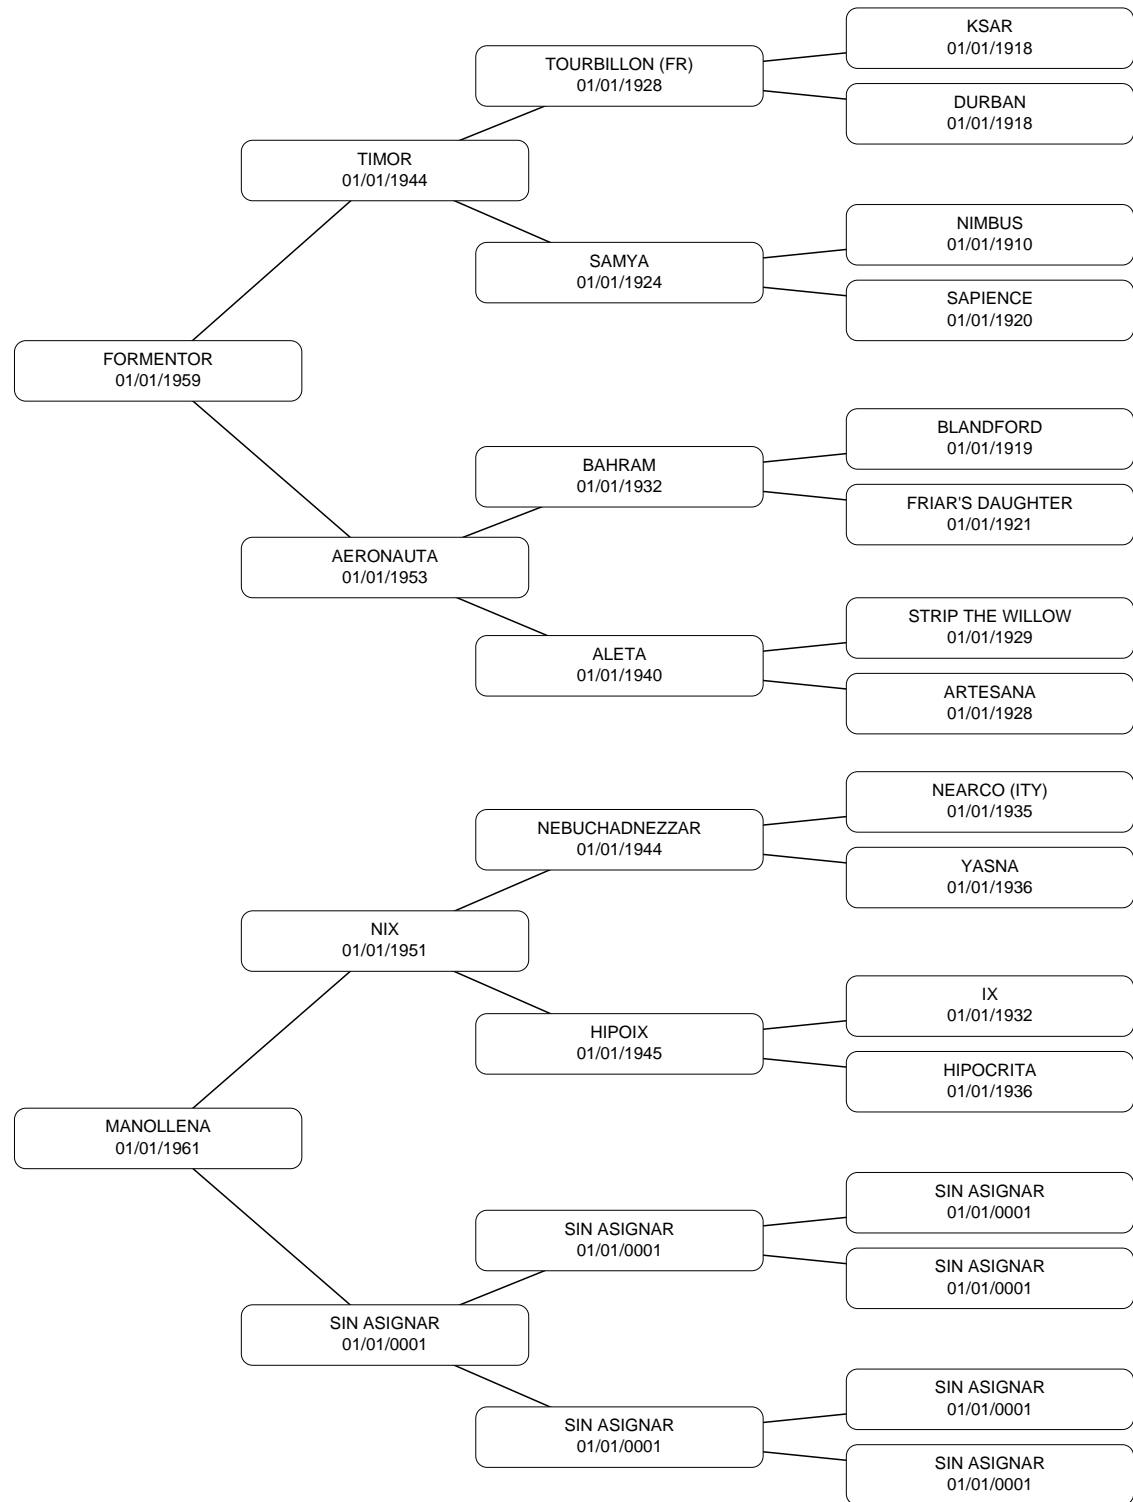 KSAR
01/01/1918
TOURBILLON (FR)
01/01/1928
DURBAN
01/01/1918
TIMOR
01/01/1944
NIMBUS
01/01/1910
SAMYA
01/01/1924
SAPIENCE
01/01/1920
FORMENTOR
01/01/1959
BLANDFORD
01/01/1919
BAHRAM
01/01/1932
FRIAR'S DAUGHTER
01/01/1921
AERONAUTA
01/01/1953
STRIP THE WILLOW
01/01/1929
ALETA
01/01/1940
ARTESANA
01/01/1928
NEARCO (ITY)
01/01/1935
NEBUCHADNEZZAR
01/01/1944
YASNA
01/01/1936
NIX
01/01/1951
IX
01/01/1932
HIPOIX
01/01/1945
HIPOCRITA
01/01/1936
MANOLLENA
01/01/1961
SIN ASIGNAR
01/01/0001
SIN ASIGNAR
01/01/0001
SIN ASIGNAR
01/01/0001
SIN ASIGNAR
01/01/0001
SIN ASIGNAR
01/01/0001
SIN ASIGNAR
01/01/0001
SIN ASIGNAR
01/01/0001